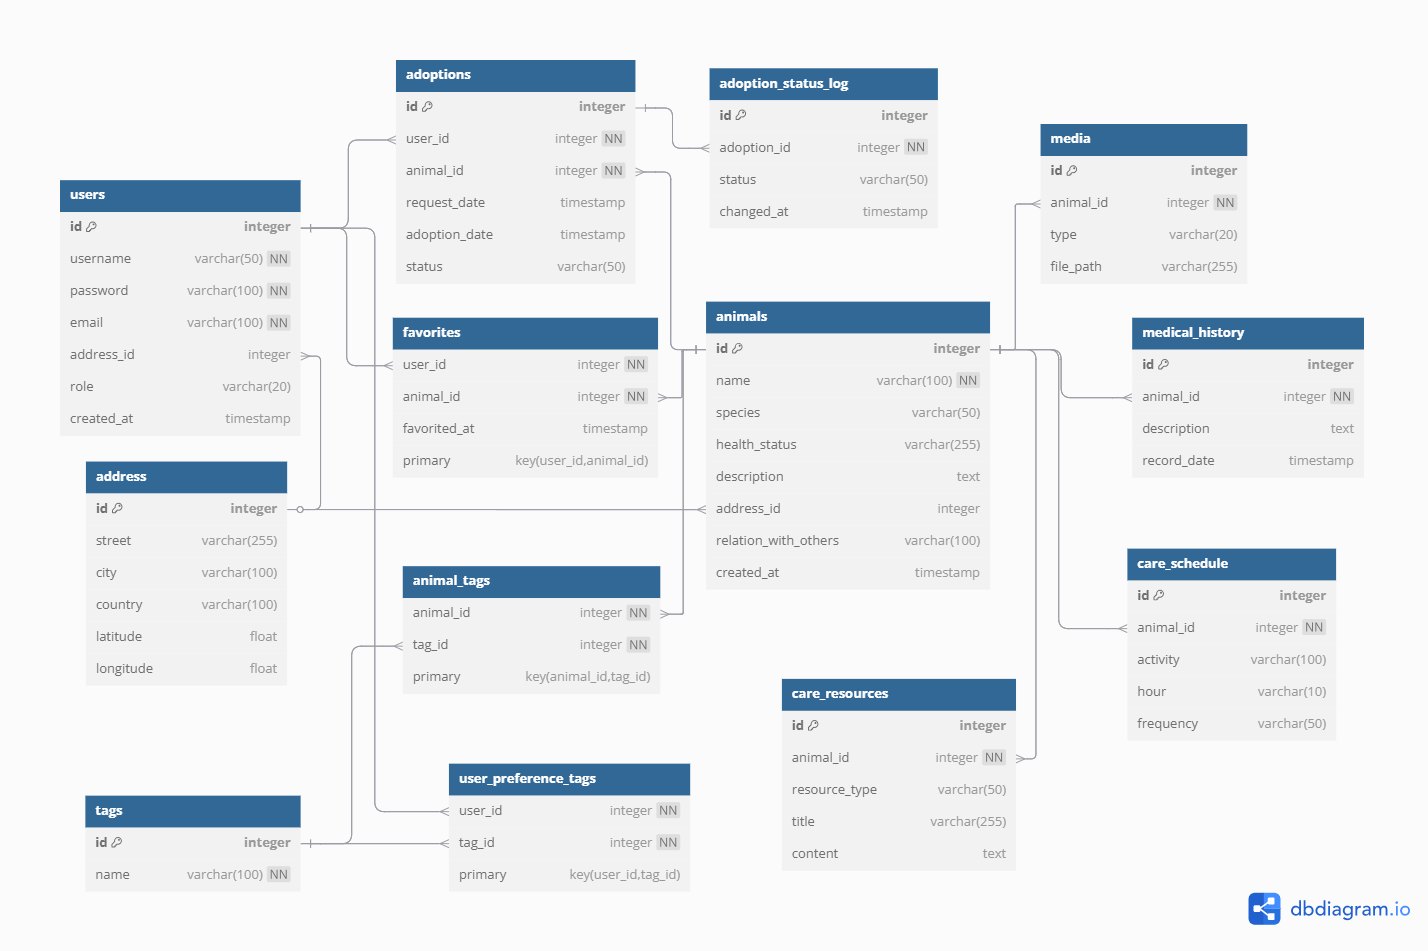 adoptions
id integer
user_id integer NN
animal_id integer NN
request_date timestamp
adoption_date timestamp
status varchar(50)
adoption_status_log
id integer
adoption_id integer NN
status varchar(50)
changed_at timestamp
media
id integer
animal_id integer NN
type varchar(20)
file_path varchar(255)
users
id integer
username varchar(50) NN
password varchar(100) NN
email varchar(100) NN
address_id integer
role varchar(20)
created_at timestamp
favorites
user_id integer NN
animal_id integer NN
favorited_at timestamp
primary key(user_id,animal_id)
animals
id integer
name varchar(100) NN
species varchar(50)
health_status varchar(255)
description text
address_id integer
relation_with_others varchar(100)
created_at timestamp
medical_history
id integer
animal_id integer NN
description text
record_date timestamp
address
id integer
street varchar(255)
city varchar(100)
country varchar(100)
latitude float
longitude float
animal_tags
animal_id integer NN
tag_id integer NN
primary key(animal_id,tag_id)
care_schedule
id integer
animal_id integer NN
activity varchar(100)
hour varchar(10)
frequency varchar(50)
care_resources
id integer
animal_id integer NN
resource_type varchar(50)
title varchar(255)
content text
tags
id integer
name varchar(100) NN
user_preference_tags
user_id integer NN
tag_id integer NN
primary key(user_id,tag_id)
dbdiagram.io